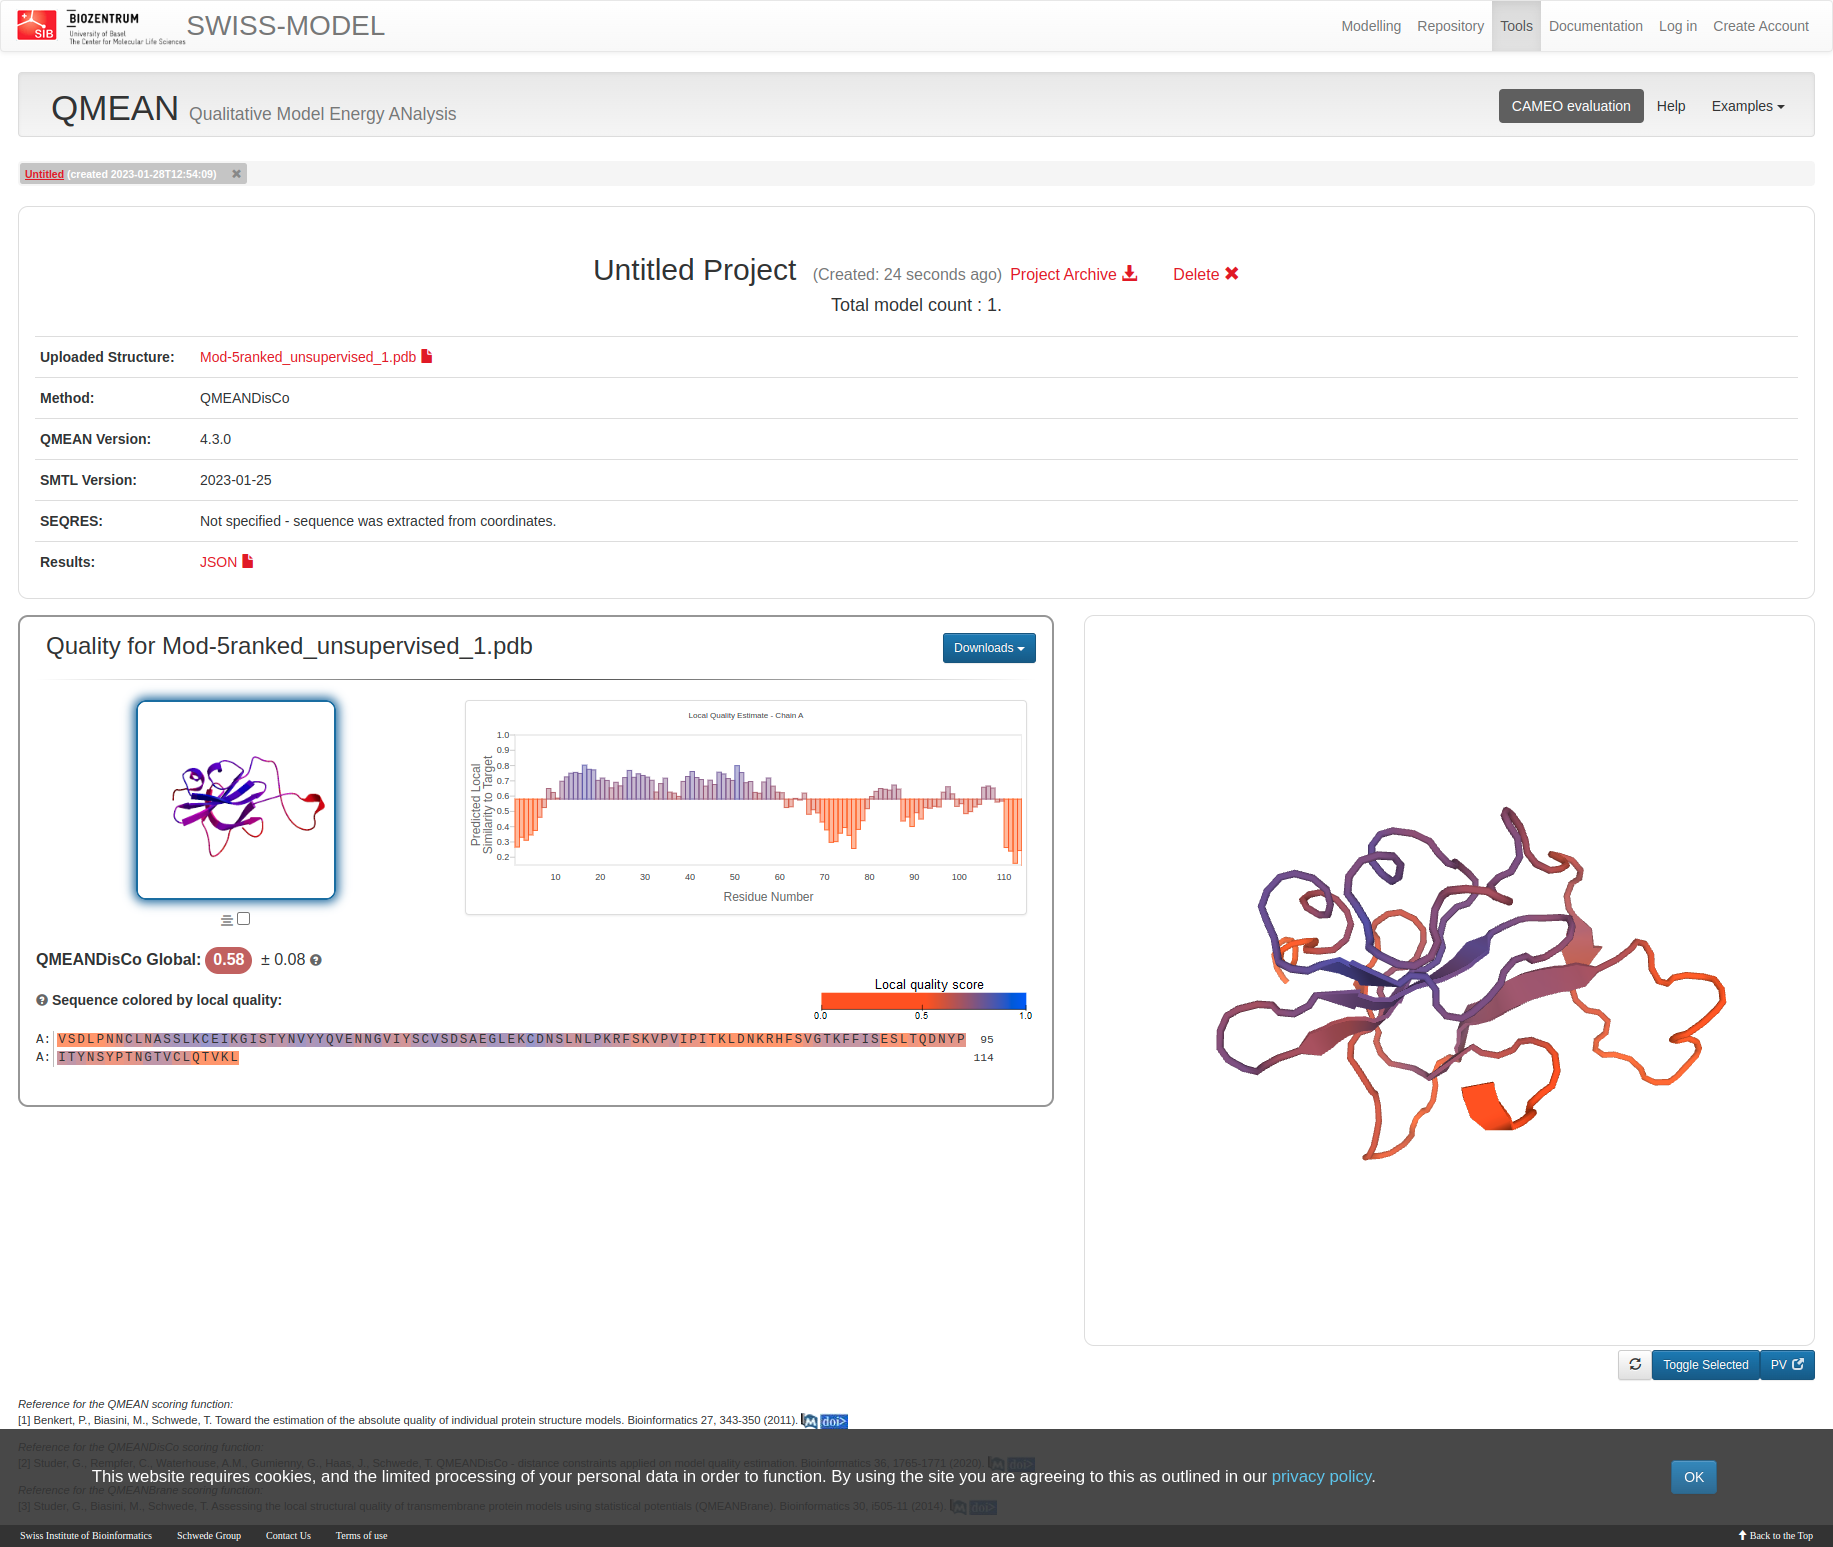 SIB
BIOZENTRUM
University of Basel
The Center for Molecular Life Sciences
SWISS-MODEL
Modelling Repository Tools Documentation Log in Create Account
QMEAN Qualitative Model Energy ANalysis
CAMEO evaluation Help Examples
Untitled (created 2023-01-28T12:54:09)
Untitled Project (Created: 24 seconds ago) Project Archive Delete
Total model count : 1.
Uploaded Structure: Mod-5ranked_unsupervised_1.pdb
Method: QMEANDisCo
QMEAN Version: 4.3.0
SMTL Version: 2023-01-25
SEQRES: Not specified - sequence was extracted from coordinates.
Results: JSON
Quality for Mod-5ranked_unsupervised_1.pdb
Downloads
Local Quality Estimate - Chain A
Predicted Local
Similarity to Target
1.0
0.9
0.8
0.7
0.6
0.5
0.4
0.3
0.2
10 20 30 40 50 60 70 80 90 100 110
Residue Number
QMEANDisCo Global: 0.58 ± 0.08
Sequence colored by local quality:
Local quality score
0.0 0.5 1.0
A: VSDLPNNCLNASSLKCEIKGISTYNVYYQVENNGVIYSCVSDSAEGLEKCDNSLNLPKRFSKVPVIPITKLDNKRHFSVGTKFFISESLTQDNYP 95
A: ITYNSYPTNGTVCLQTVKL 114
Toggle Selected
PV
Reference for the QMEAN scoring function:
[1] Benkert, P., Biasini, M., Schwede, T. Toward the estimation of the absolute quality of individual protein structure models. Bioinformatics 27, 343-350 (2011). doi>
Reference for the QMEANDisCo scoring function:
[2] Studer, G., Rempfer, C., Waterhouse, A.M., Gumienny, G., Haas, J., Schwede, T. QMEANDisCo - distance constraints applied on model quality estimation. Bioinformatics 36, 1765-1771 (2020). doi>
This website requires cookies, and the limited processing of your personal data in order to function. By using the site you are agreeing to this as outlined in our privacy policy.
OK
Reference for the QMEANBrane scoring function:
[3] Studer, G., Biasini, M., Schwede, T. Assessing the local structural quality of transmembrane protein models using statistical potentials (QMEANBrane). Bioinformatics 30, i505-11 (2014). doi>
Swiss Institute of Bioinformatics Schwede Group Contact Us Terms of use
Back to the Top